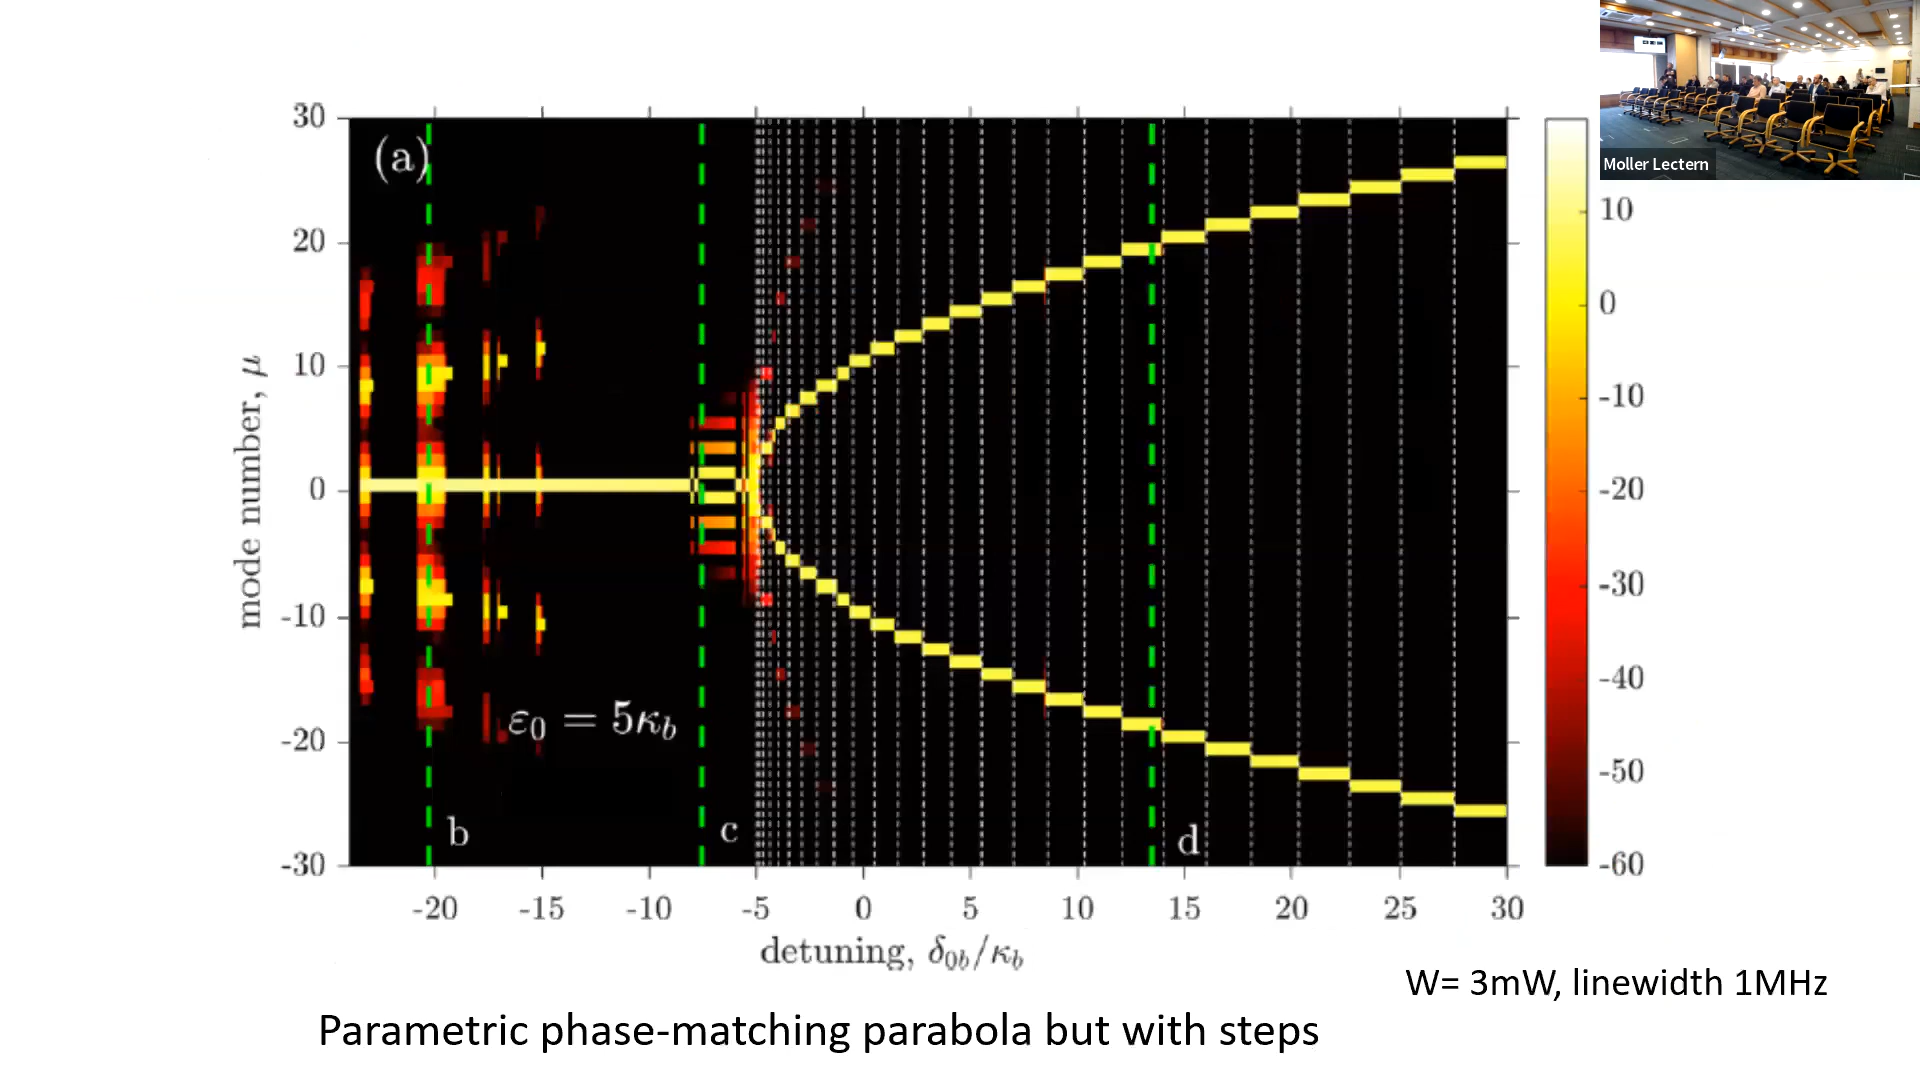 Moller Lectern
(a)
30
20
10
0
-10
-20
-30
mode number, μ
ε₀ = 5κ_b
b
c
d
-20 -15 -10 -5 0 5 10 15 20 25 30
detuning, δ₀b/κ_b
10
0
-10
-20
-30
-40
-50
-60
W= 3mW, linewidth 1MHz
Parametric phase-matching parabola but with steps